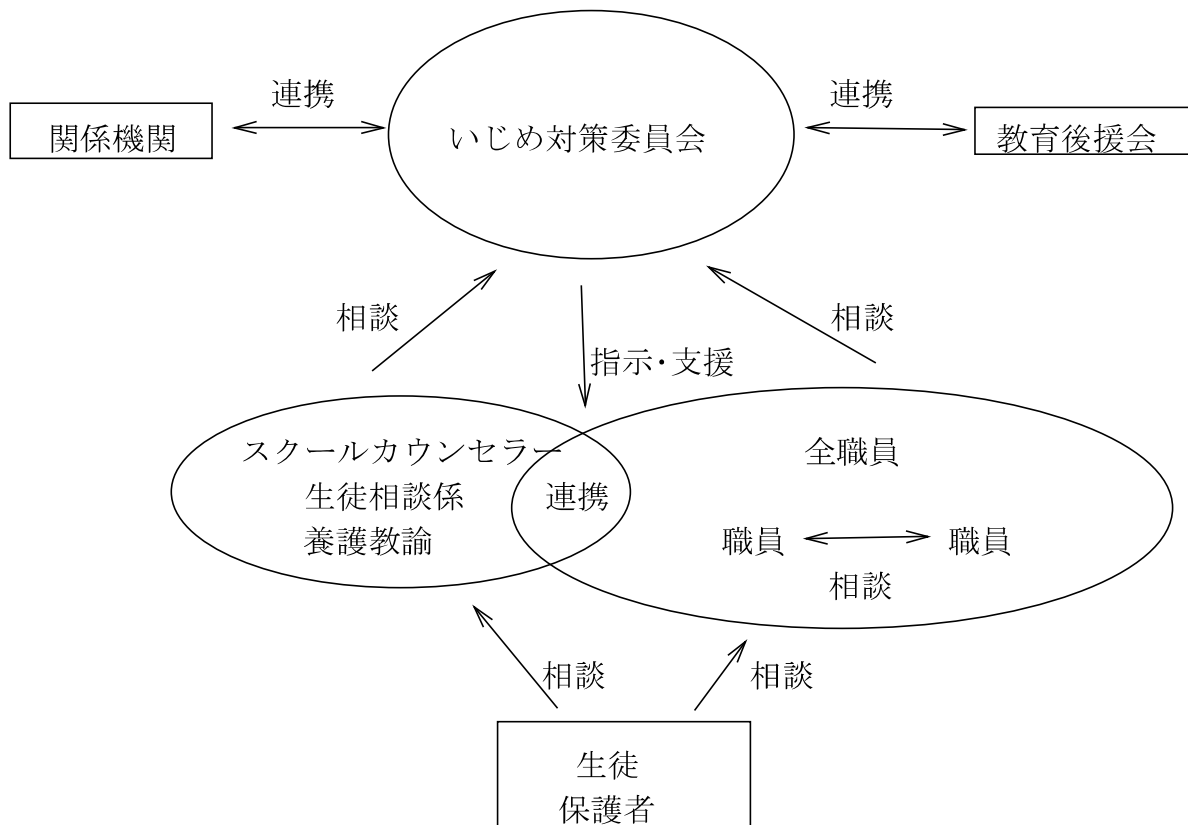 連携
連携
関係機関
いじめ対策委員会
教育後援会
相談
相談
指示・支援
スクールカウンセラー
生徒相談係
養護教諭
連携
全職員
職員
職員
相談
相談
相談
生徒
保護者